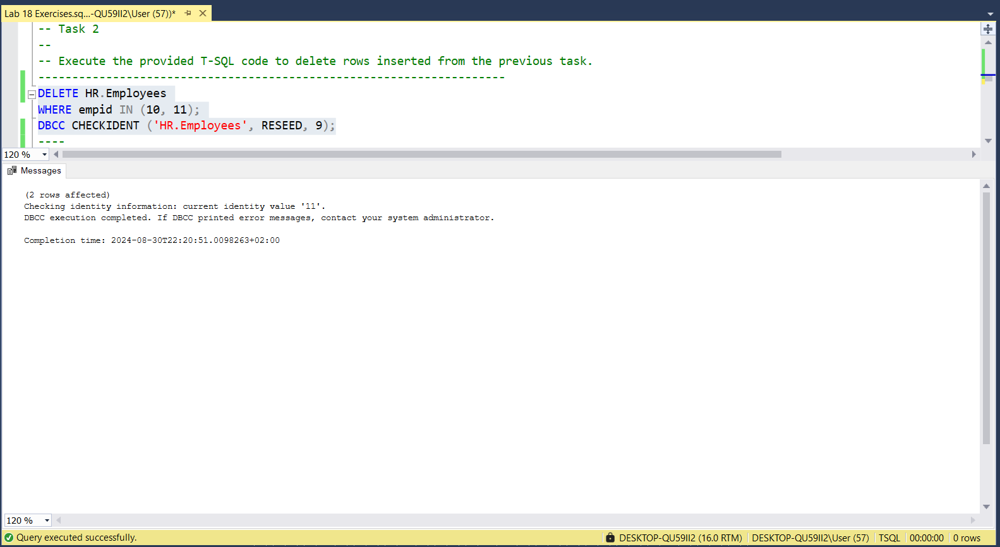 Lab 18 Exercises.sq...-QU59II2\User (57))*
-- Task 2
--
-- Execute the provided T-SQL code to delete rows inserted from the previous task.
---------------------------------------------------------------------
DELETE HR.Employees
WHERE empid IN (10, 11);
DBCC CHECKIDENT ('HR.Employees', RESEED, 9);
----
120 %
Messages
(2 rows affected)
Checking identity information: current identity value '11'.
DBCC execution completed. If DBCC printed error messages, contact your system administrator.
Completion time: 2024-08-30T22:20:51.0098263+02:00
120 %
Query executed successfully.
DESKTOP-QU59II2 (16.0 RTM)
DESKTOP-QU59II2\User (57)
TSQL
00:00:00
0 rows